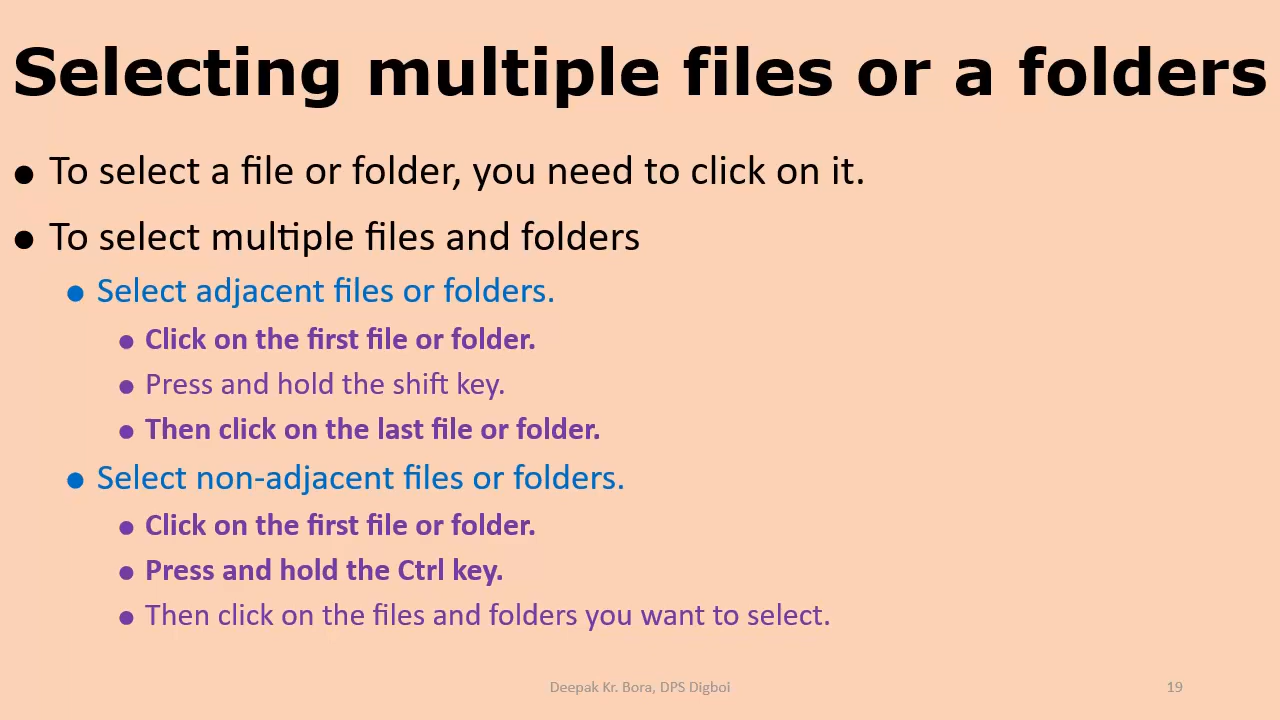 Selecting multiple files or a folders
• To select a file or folder, you need to click on it.
• To select multiple files and folders
• Select adjacent files or folders.
• Click on the first file or folder.
• Press and hold the shift key.
• Then click on the last file or folder.
• Select non-adjacent files or folders.
• Click on the first file or folder.
• Press and hold the Ctrl key.
• Then click on the files and folders you want to select.
Deepak Kr. Bora, DPS Digboi
19